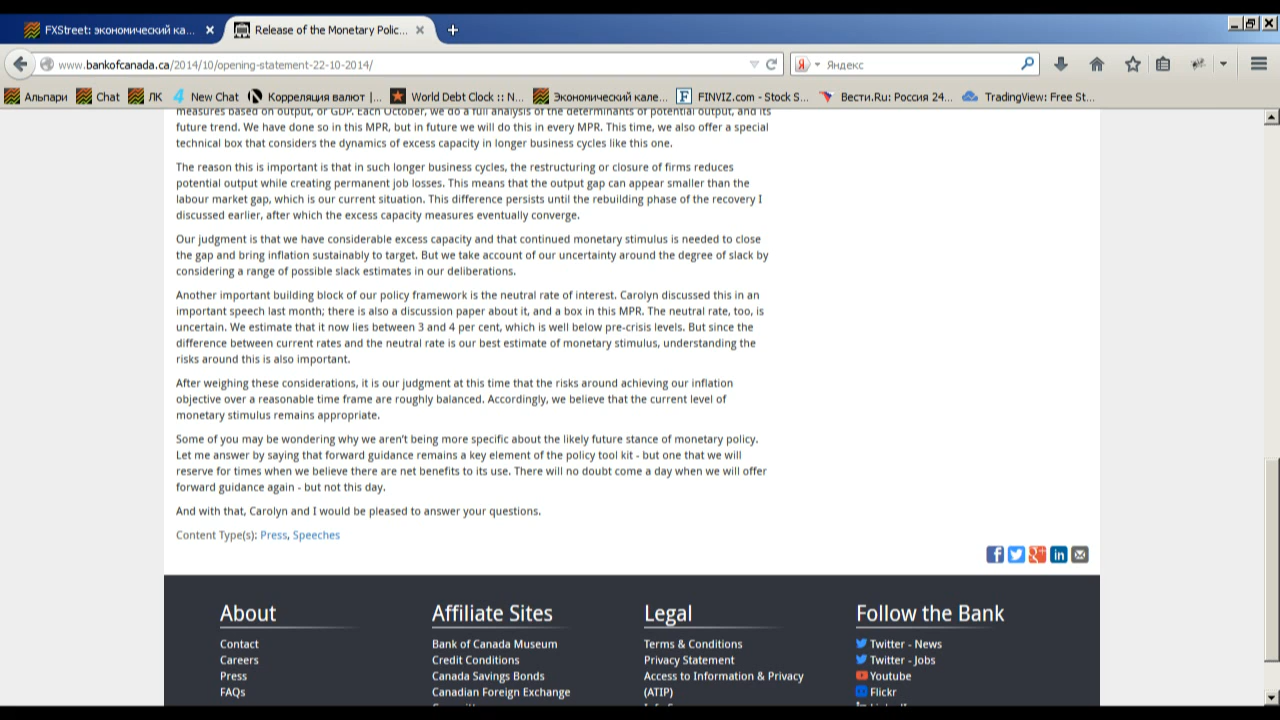 FXStreet: экономический ка...
Release of the Monetary Polic...
www.bankofcanada.ca/2014/10/opening-statement-22-10-2014/
Яндекс
Альпари
Chat
ЛК
New Chat
Корреляция валют |...
World Debt Clock :: N...
Экономический кале...
FINVIZ.com - Stock S...
Вести.Ru: Россия 24...
TradingView: Free St...
measures based on output, or GDP. Each October, we do a full analysis of the determinants of potential output, and its
future trend. We have done so in this MPR, but in future we will do this in every MPR. This time, we also offer a special
technical box that considers the dynamics of excess capacity in longer business cycles like this one.
The reason this is important is that in such longer business cycles, the restructuring or closure of firms reduces
potential output while creating permanent job losses. This means that the output gap can appear smaller than the
labour market gap, which is our current situation. This difference persists until the rebuilding phase of the recovery I
discussed earlier, after which the excess capacity measures eventually converge.
Our judgment is that we have considerable excess capacity and that continued monetary stimulus is needed to close
the gap and bring inflation sustainably to target. But we take account of our uncertainty around the degree of slack by
considering a range of possible slack estimates in our deliberations.
Another important building block of our policy framework is the neutral rate of interest. Carolyn discussed this in an
important speech last month; there is also a discussion paper about it, and a box in this MPR. The neutral rate, too, is
uncertain. We estimate that it now lies between 3 and 4 per cent, which is well below pre-crisis levels. But since the
difference between current rates and the neutral rate is our best estimate of monetary stimulus, understanding the
risks around this is also important.
After weighing these considerations, it is our judgment at this time that the risks around achieving our inflation
objective over a reasonable time frame are roughly balanced. Accordingly, we believe that the current level of
monetary stimulus remains appropriate.
Some of you may be wondering why we aren't being more specific about the likely future stance of monetary policy.
Let me answer by saying that forward guidance remains a key element of the policy tool kit - but one that we will
reserve for times when we believe there are net benefits to its use. There will no doubt come a day when we will offer
forward guidance again - but not this day.
And with that, Carolyn and I would be pleased to answer your questions.
Content Type(s): Press, Speeches
About
Contact
Careers
Press
FAQs
Affiliate Sites
Bank of Canada Museum
Credit Conditions
Canada Savings Bonds
Canadian Foreign Exchange
Legal
Terms & Conditions
Privacy Statement
Access to Information & Privacy
(ATIP)
Follow the Bank
Twitter - News
Twitter - Jobs
Youtube
Flickr